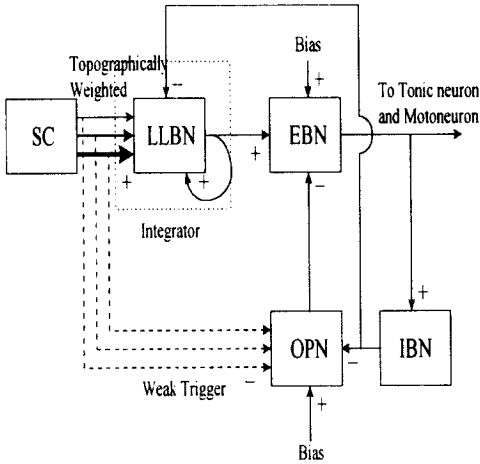 Bias
Topographically
Weighted
To Tonic neuron
and Motoneuron
−
+
SC
LLBN
EBN
+
+
+
−
Integrator
+
OPN
IBN
Weak Trigger
−
−
+
Bias